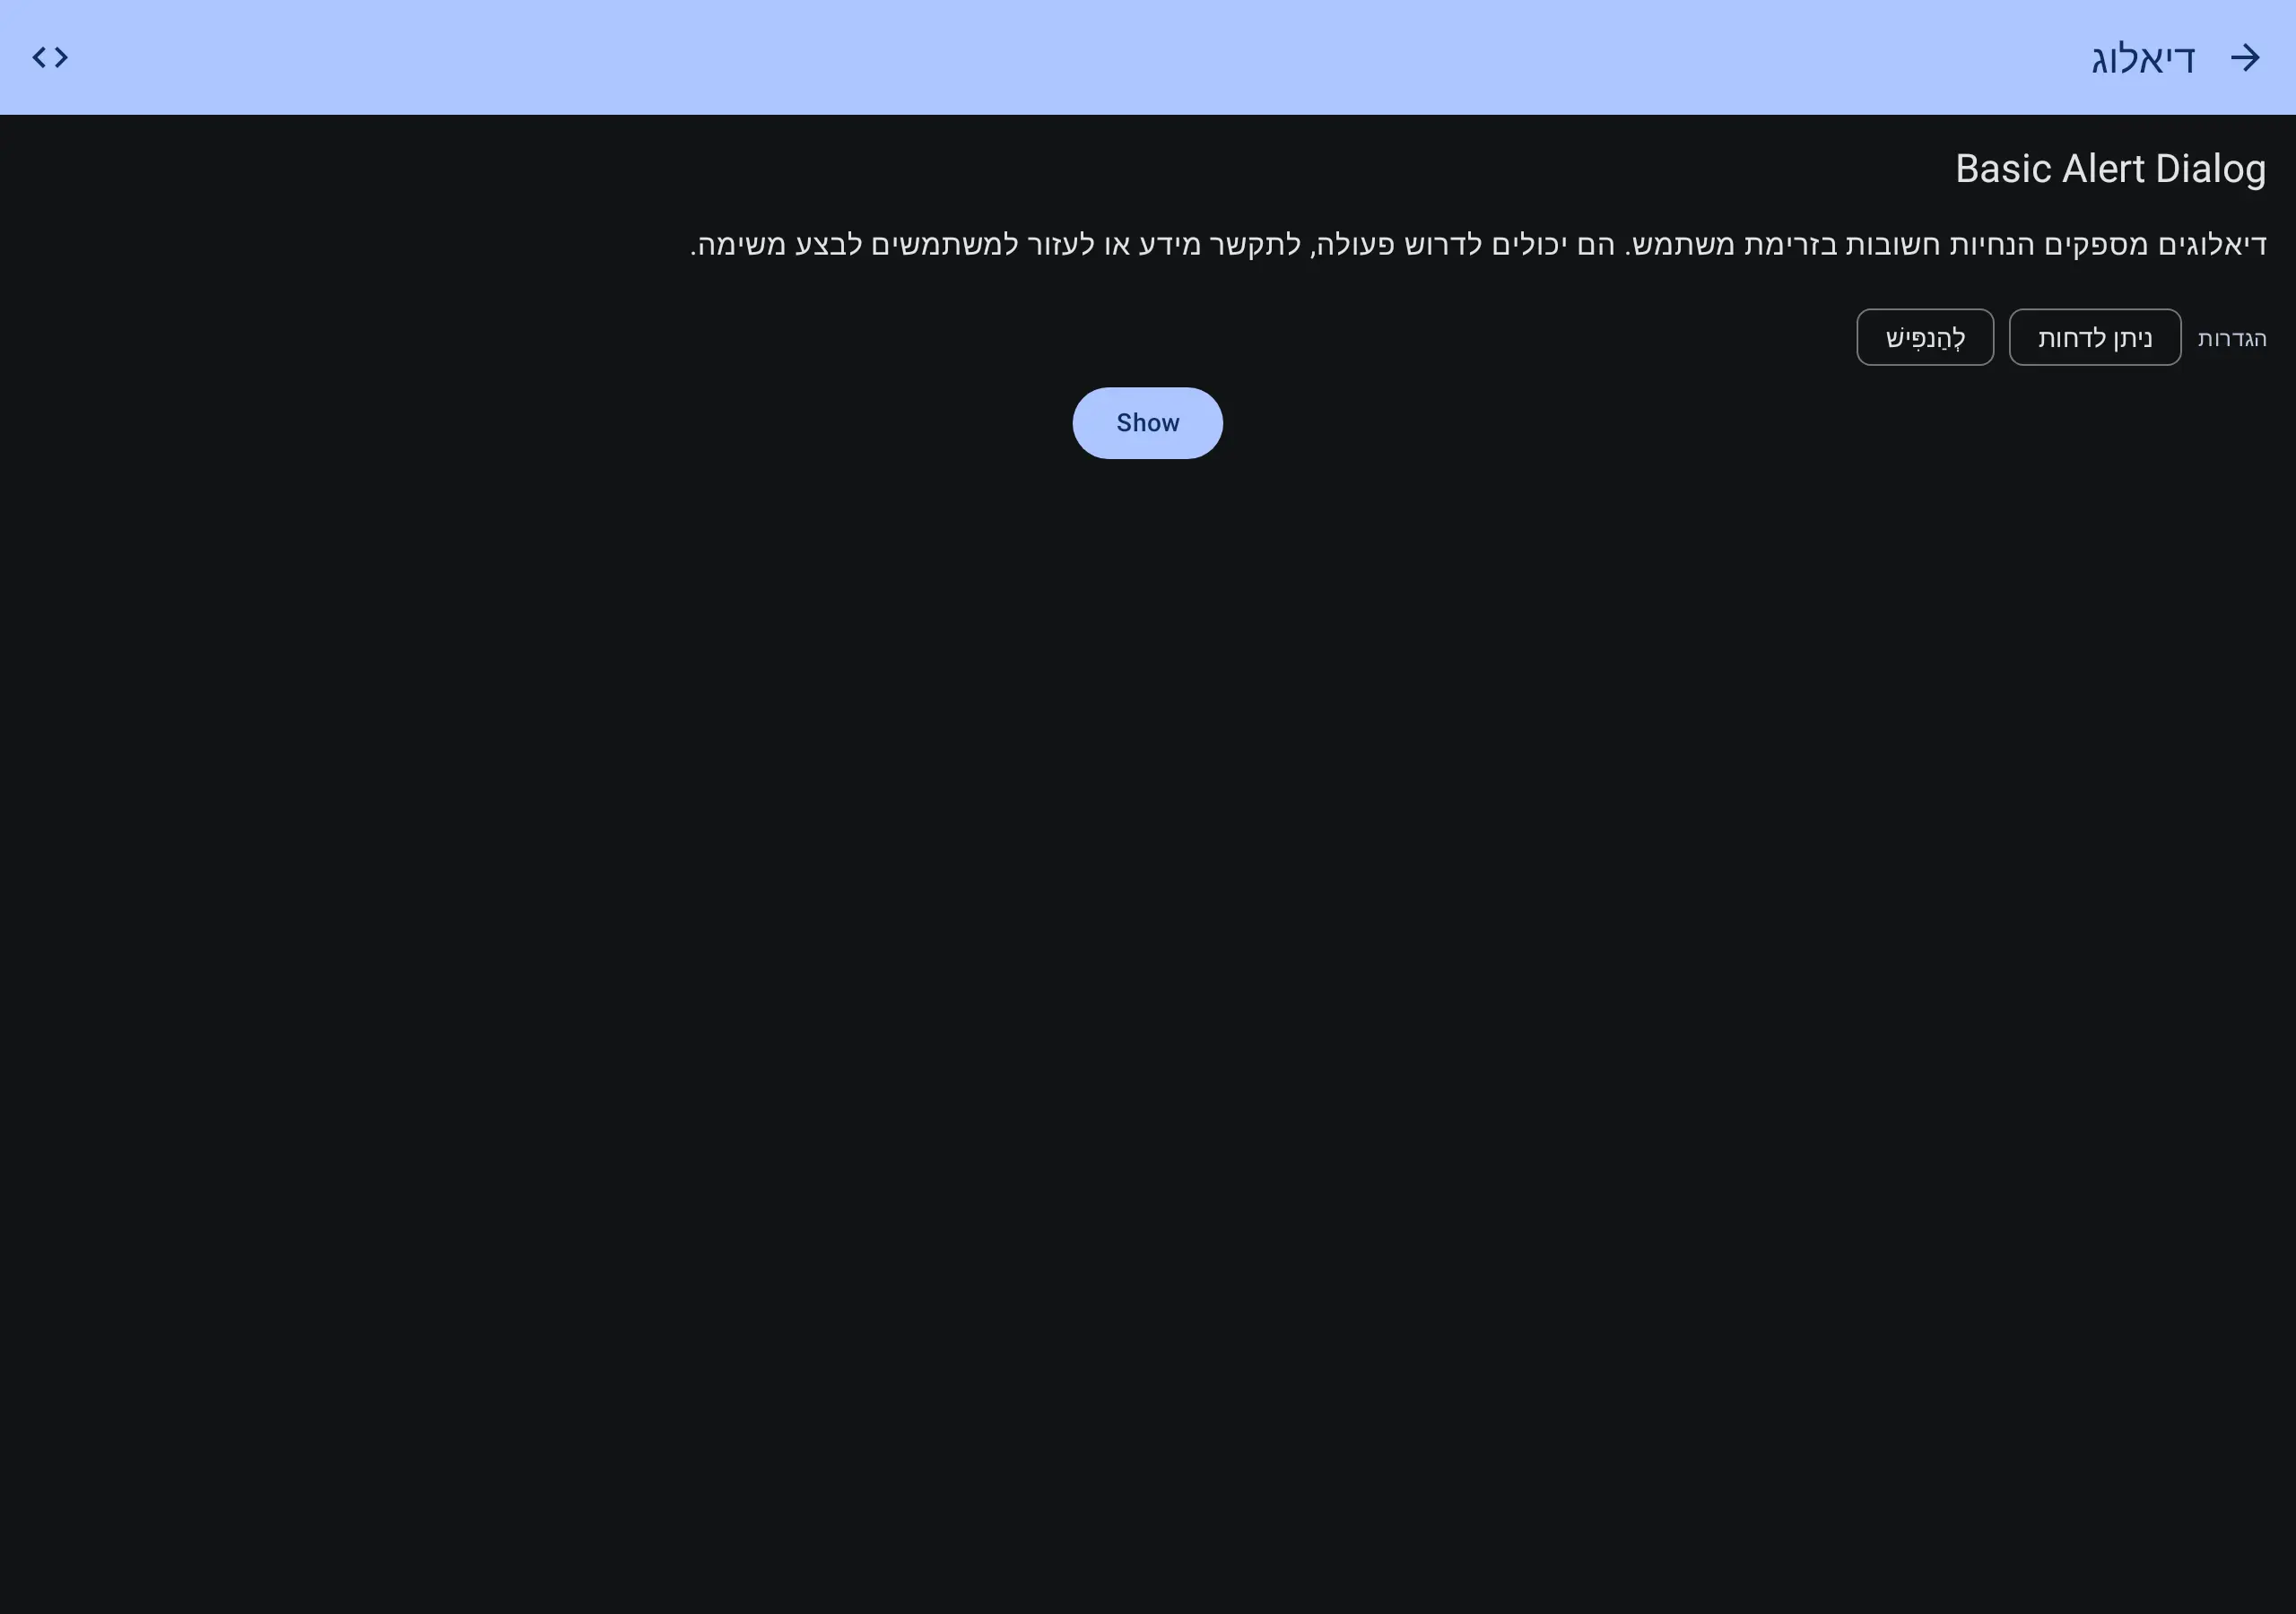 דיאלוג
Basic Alert Dialog
דיאלוגים מספקים הנחיות חשובות בזרימת משתמש. הם יכולים לדרוש פעולה, לתקשר מידע או לעזור למשתמשים לבצע משימה.
הגדרות ניתן לדחות לְהַנפִּישׁ
Show